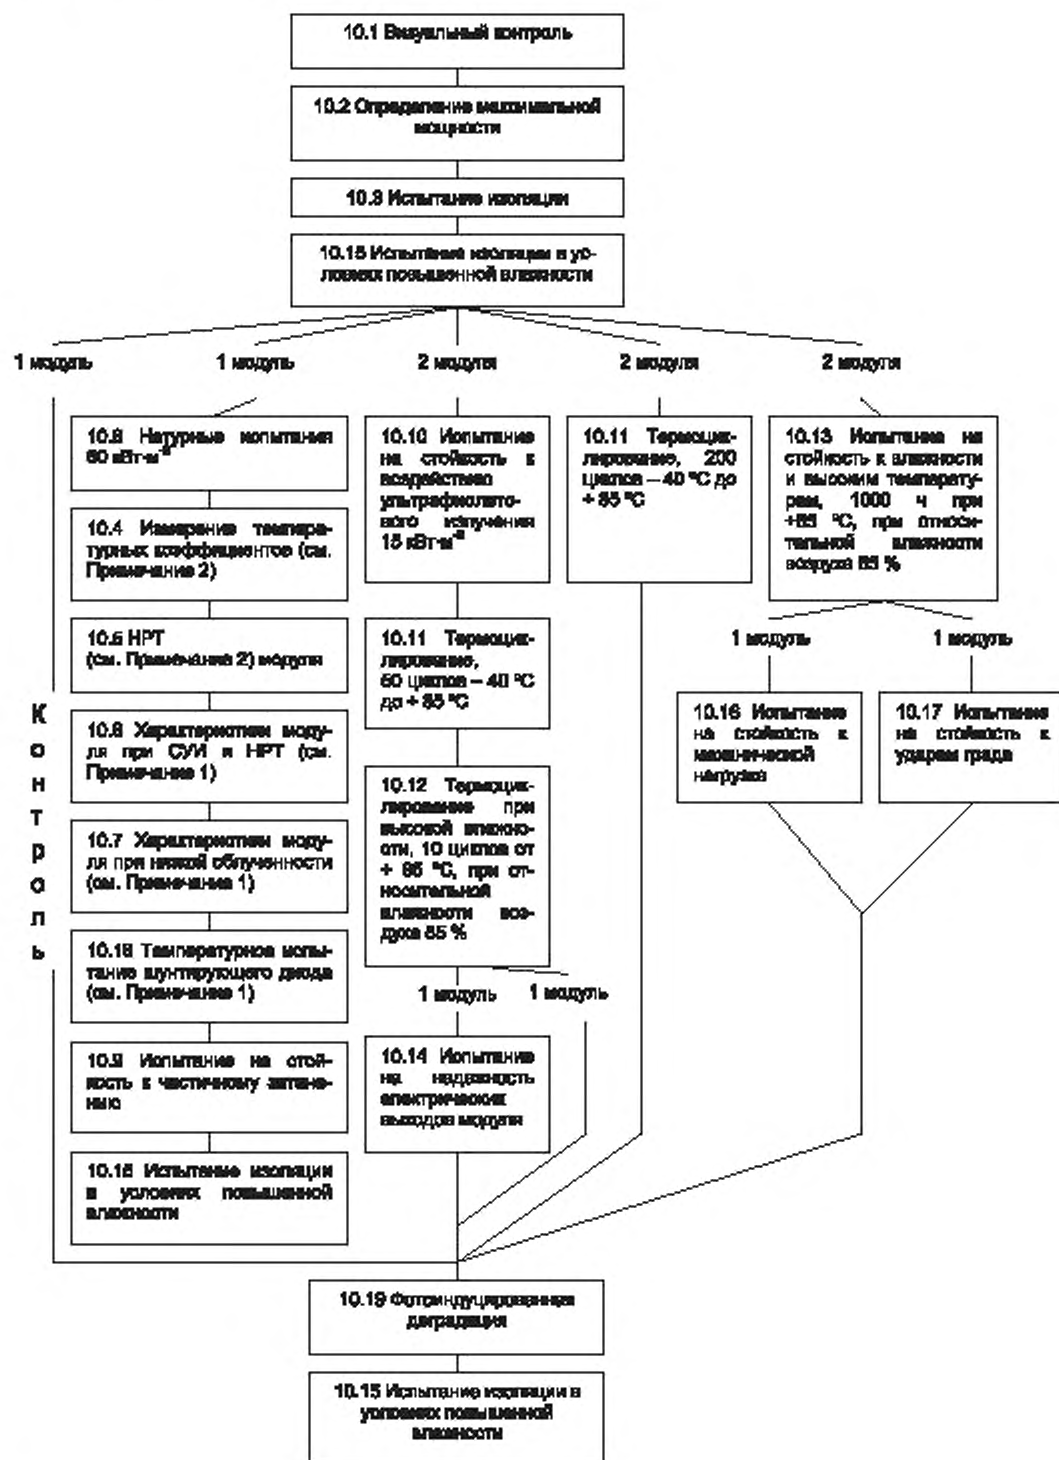 10.1 Визуальный контроль
10.2 Определение максимальной
мощности
10.3 Испытание изоляции
10.15 Испытание изоляции в ус-
ловиях повышенной влажности
1 модуль
1 модуль
2 модуля
2 модуля
2 модуля
Контроль
10.8 Натурные испытания
60 кВт·м⁻²
10.4 Измерение темпера-
турных коэффициентов (см.
Примечание 2)
10.5 НРТ
(см. Примечание 2) модуля
10.6 Характеристики моду-
ля при СУИ и НРТ (см.
Примечание 1)
10.7 Характеристики моду-
ля при низкой облученности
(см. Примечание 1)
10.18 Температурное испы-
тание шунтирующего диода
(см. Примечание 1)
10.9 Испытание на стой-
кость к частичному затене-
нию
10.15 Испытание изоляции
в условиях повышенной
влажности
10.10 Испытание
на стойкость к
воздействию
ультрафиолето-
вого излучения
15 кВт·м⁻²
10.11 Термоцик-
лирование,
50 циклов – 40 ºС
до + 85 ºС
10.12 Термоцик-
лирование при
высокой влажно-
сти, 10 циклов от
+ 85 ºС, при от-
носительной
влажности воз-
духа 85 %
1 модуль
1 модуль
10.14 Испытание
на надежность
электрических
выходов модуля
10.11 Термоцик-
лирование, 200
циклов – 40 ºС до
+ 85 ºС
10.13 Испытание на
стойкость к влажности
и высоким температу-
рам, 1000 ч при
+85 ºС, при относи-
тельной влажности
воздуха 85 %
1 модуль
1 модуль
10.16 Испытание
на стойкость к
механической
нагрузке
10.17 Испытание
на стойкость к
ударам града
10.19 Фотоиндуцированная
деградация
10.15 Испытание изоляции в
условиях повышенной
влажности